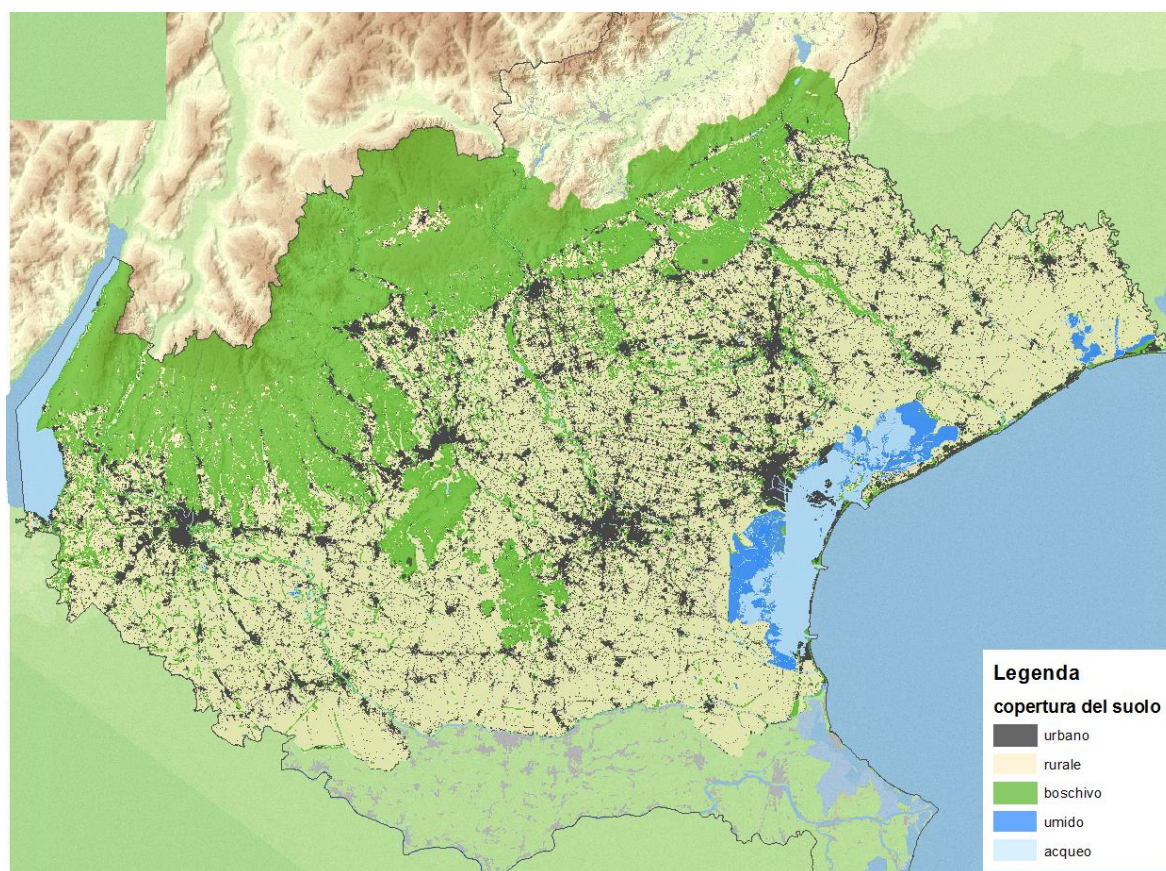 Legenda
copertura del suolo
urbano
rurale
boschivo
umido
acqueo